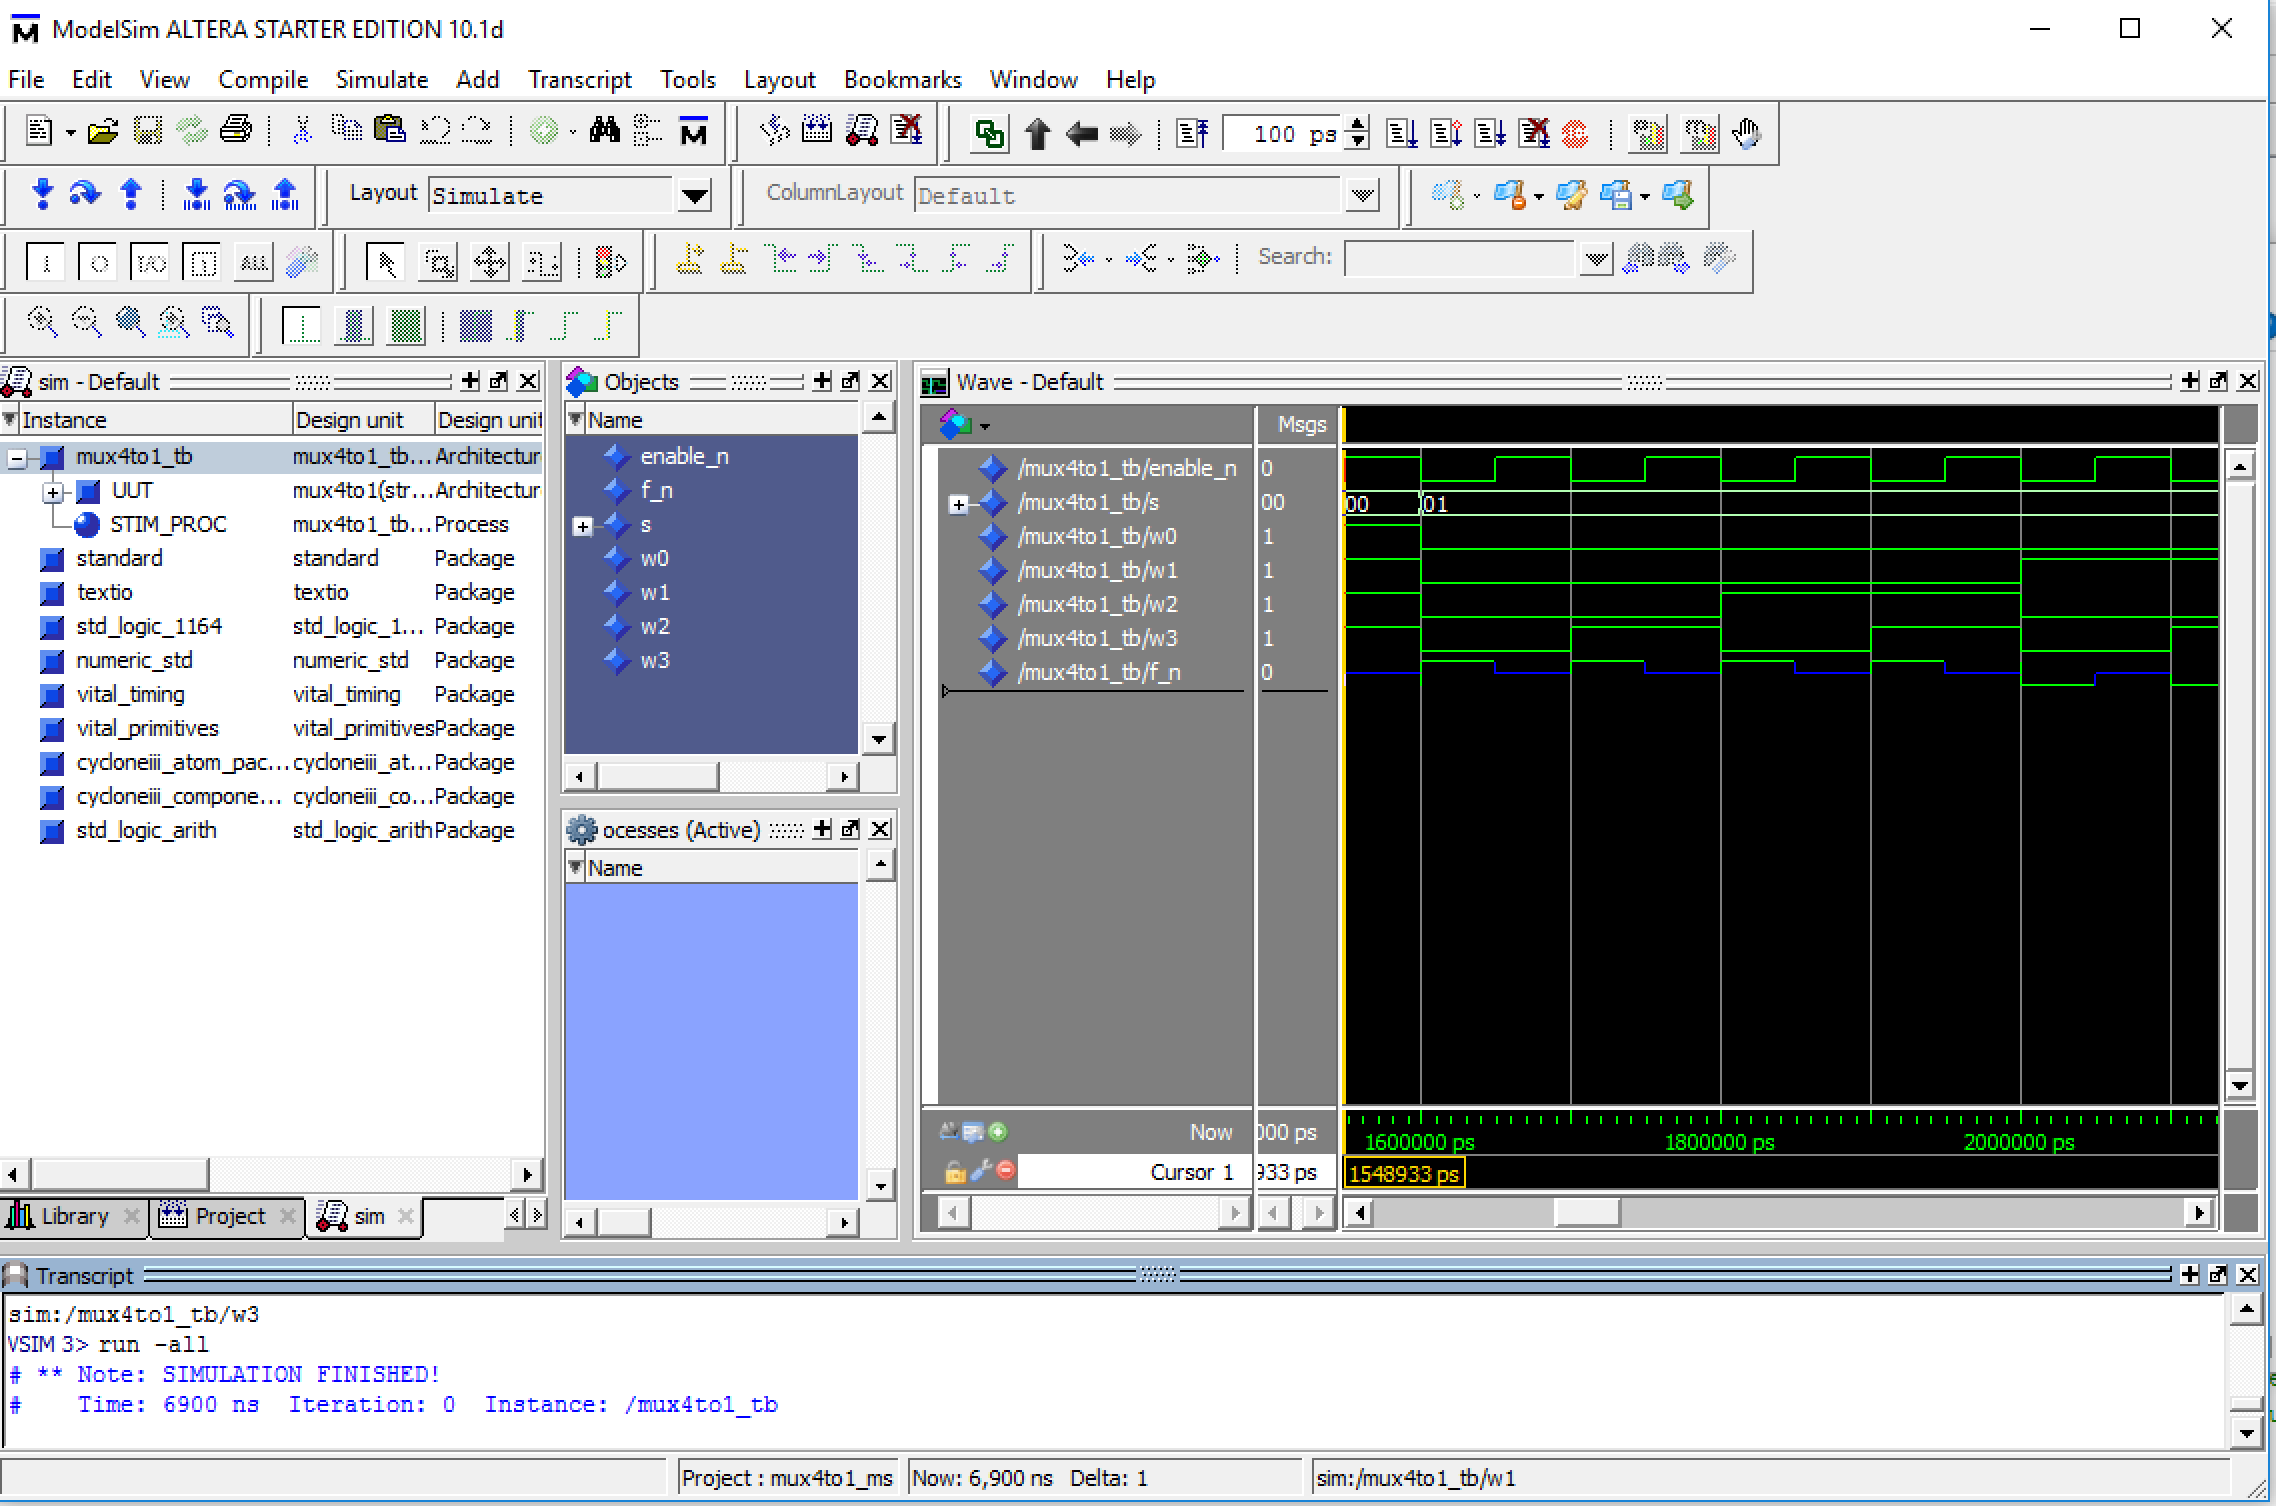 ModelSim ALTERA STARTER EDITION 10.1d
File Edit View Compile Simulate Add Transcript Tools Layout Bookmarks Window Help
100 ps
Layout Simulate ColumnLayout Default
I/O ALL Search:
sim - Default
Instance Design unit Design unit
mux4to1_tb mux4to1_tb... Architectur
UUT mux4to1(str... Architectur
STIM_PROC mux4to1_tb... Process
standard standard Package
textio textio Package
std_logic_1164 std_logic_1... Package
numeric_std numeric_std Package
vital_timing vital_timing Package
vital_primitives vital_primitives Package
cycloneiii_atom_pac... cycloneiii_at... Package
cycloneiii_compone... cycloneiii_co... Package
std_logic_arith std_logic_arith Package
Library Project sim
Objects
Name
enable_n
f_n
s
w0
w1
w2
w3
ocesses (Active)
Name
Wave - Default
Msgs
/mux4to1_tb/enable_n 0
/mux4to1_tb/s 00 00 01
/mux4to1_tb/w0 1
/mux4to1_tb/w1 1
/mux4to1_tb/w2 1
/mux4to1_tb/w3 1
/mux4to1_tb/f_n 0
Now 000 ps 1600000 ps 1800000 ps 2000000 ps
Cursor 1 933 ps 1548933 ps
Transcript
sim:/mux4to1_tb/w3
VSIM 3> run -all
# ** Note: SIMULATION FINISHED!
# Time: 6900 ns Iteration: 0 Instance: /mux4to1_tb
Project : mux4to1_ms Now: 6,900 ns Delta: 1 sim:/mux4to1_tb/w1